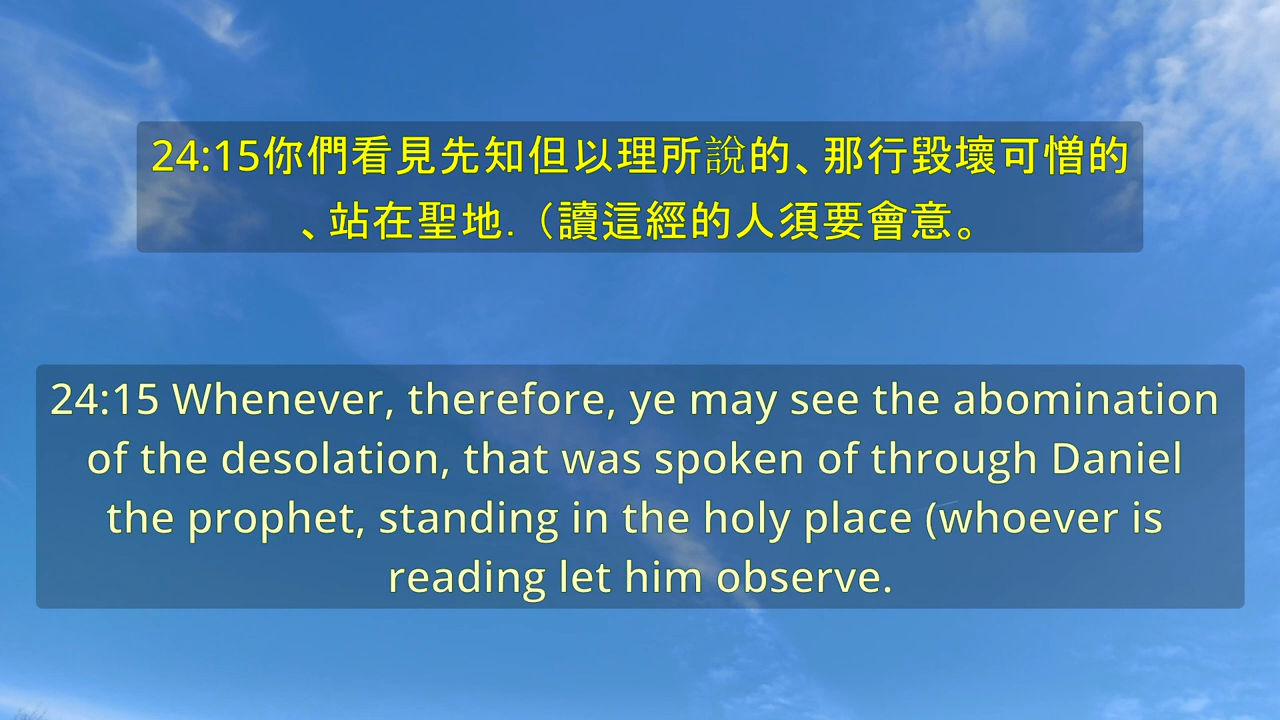 24:15你們看見先知但以理所說的、那行毀壞可憎的
、站在聖地.（讀這經的人須要會意。
24:15 Whenever, therefore, ye may see the abomination
of the desolation, that was spoken of through Daniel
the prophet, standing in the holy place (whoever is
reading let him observe.